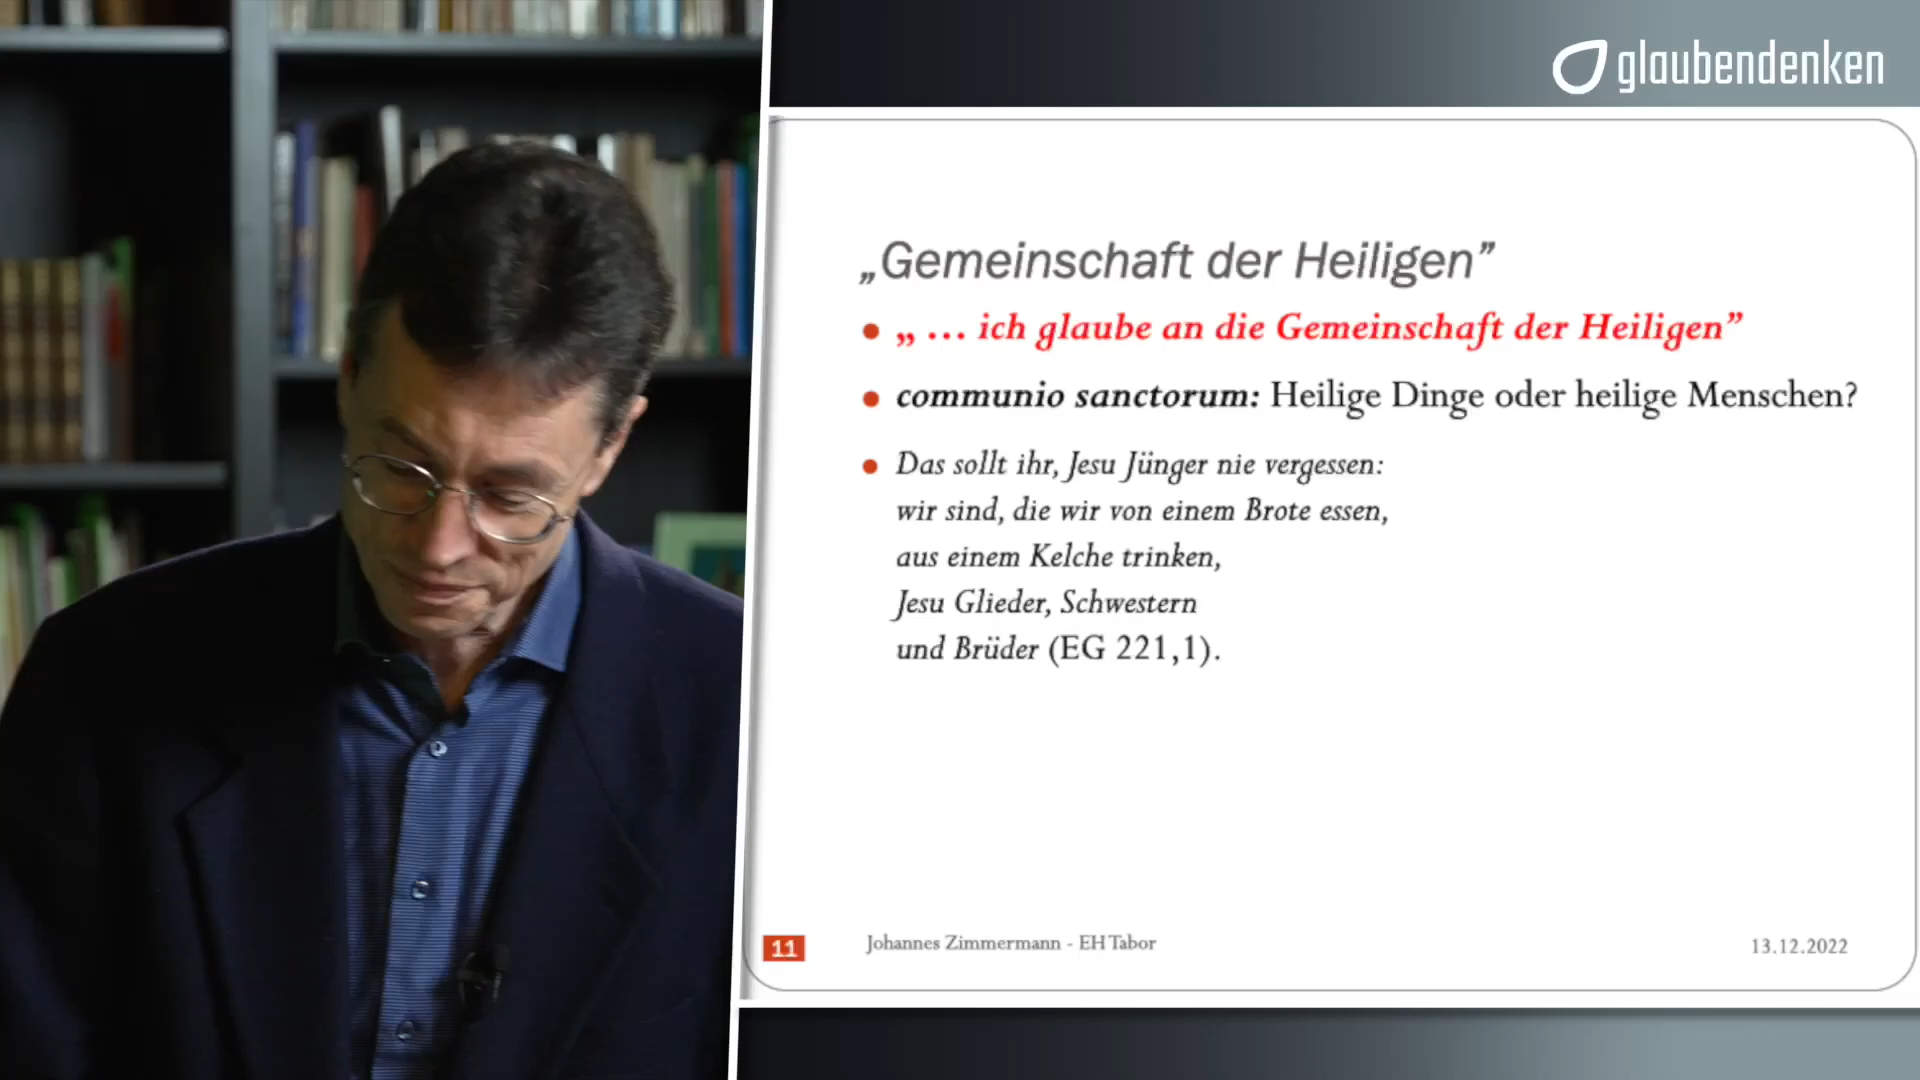 glaubendenken
„Gemeinschaft der Heiligen”
„ … ich glaube an die Gemeinschaft der Heiligen”
communio sanctorum: Heilige Dinge oder heilige Menschen?
Das sollt ihr, Jesu Jünger nie vergessen:
wir sind, die wir von einem Brote essen,
aus einem Kelche trinken,
Jesu Glieder, Schwestern
und Brüder (EG 221,1).
11
Johannes Zimmermann - EH Tabor
13.12.2022